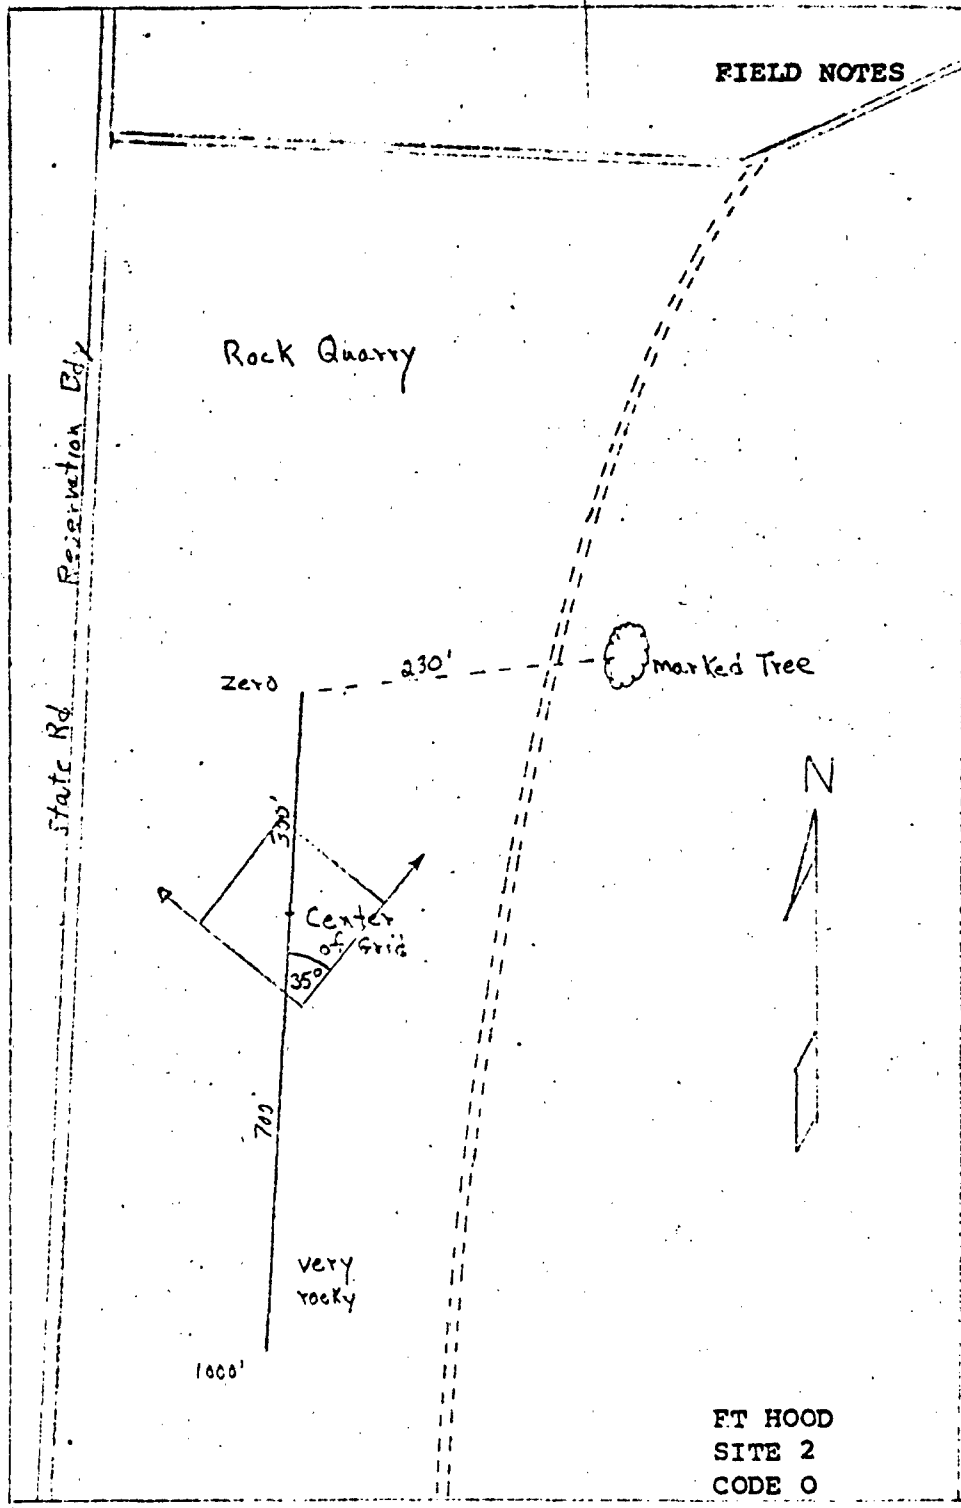 FIELD NOTES
Rock Quarry
Reservation Bdy
State Rd
230'
marked Tree
zero
N
300'
Center
of Grid
35°
700'
very
rocky
1000'
FT HOOD
SITE 2
CODE O